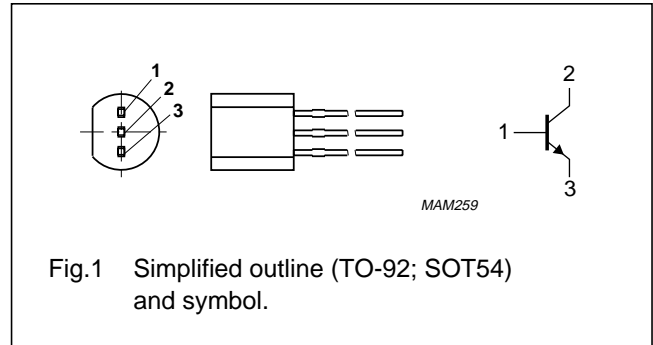 1
2
3
2
1
3
MAM259
Fig.1 Simplified outline (TO-92; SOT54)
and symbol.